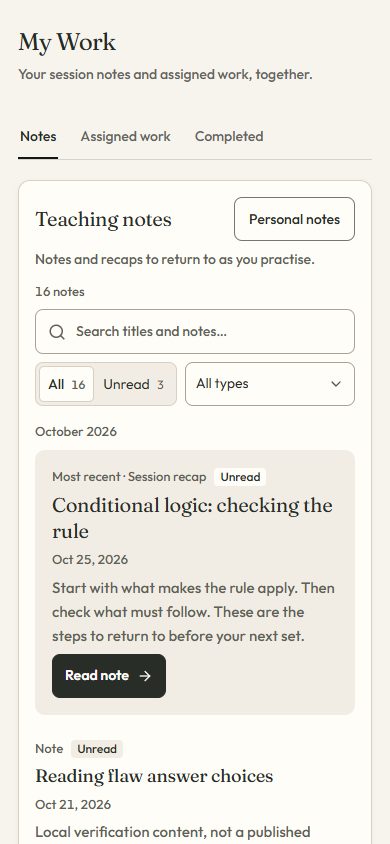 My Work
Your session notes and assigned work, together.
Notes Assigned work Completed
Teaching notes
Personal notes
Notes and recaps to return to as you practise.
16 notes
Search titles and notes...
All 16 Unread 3
All types
October 2026
Most recent · Session recap Unread
Conditional logic: checking the
rule
Oct 25, 2026
Start with what makes the rule apply. Then
check what must follow. These are the
steps to return to before your next set.
Read note →
Note Unread
Reading flaw answer choices
Oct 21, 2026
Local verification content, not a published